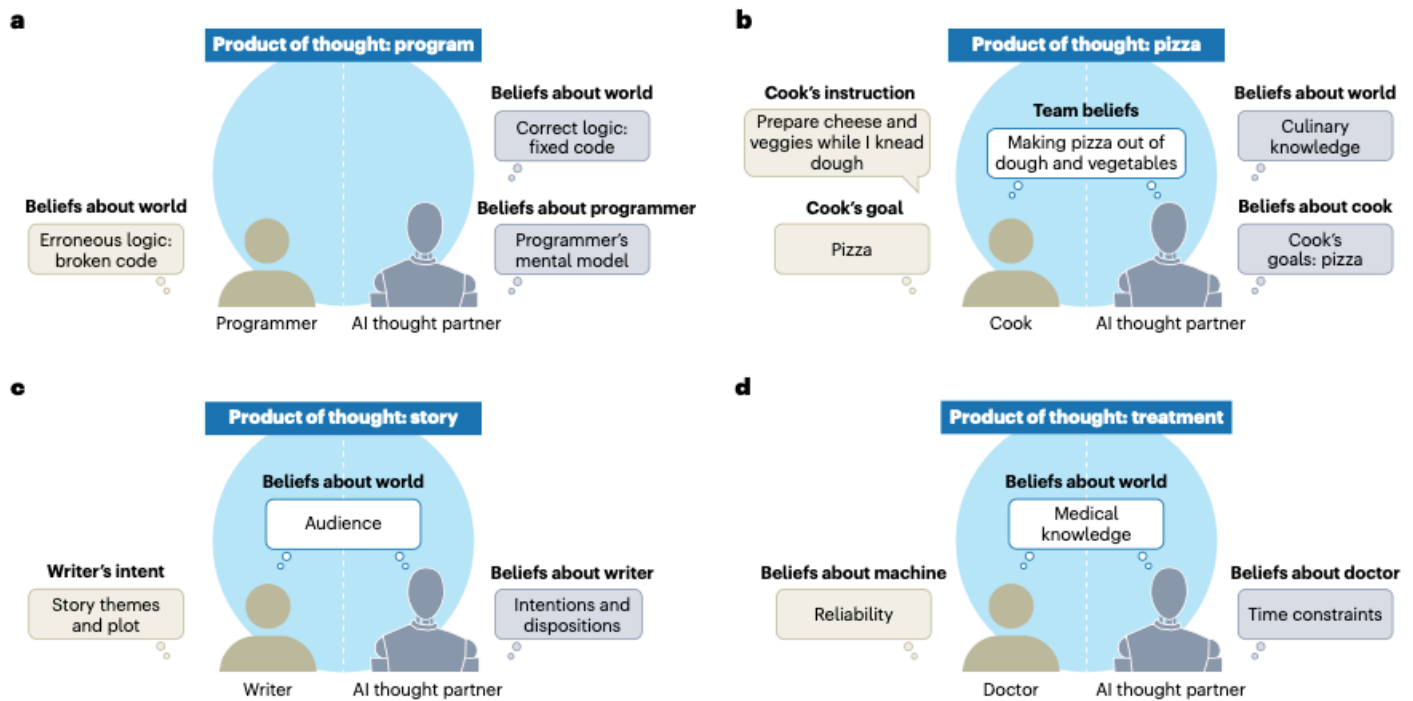 a
Product of thought: program
Beliefs about world
Correct logic:
fixed code
Beliefs about world
Erroneous logic:
broken code
Beliefs about programmer
Programmer's
mental model
Programmer
AI thought partner
b
Product of thought: pizza
Cook's instruction
Prepare cheese and
veggies while I knead
dough
Team beliefs
Making pizza out of
dough and vegetables
Beliefs about world
Culinary
knowledge
Cook's goal
Pizza
Beliefs about cook
Cook's
goals: pizza
Cook
AI thought partner
c
Product of thought: story
Beliefs about world
Audience
Writer's intent
Story themes
and plot
Beliefs about writer
Intentions and
dispositions
Writer
AI thought partner
d
Product of thought: treatment
Beliefs about world
Medical
knowledge
Beliefs about machine
Reliability
Beliefs about doctor
Time constraints
Doctor
AI thought partner